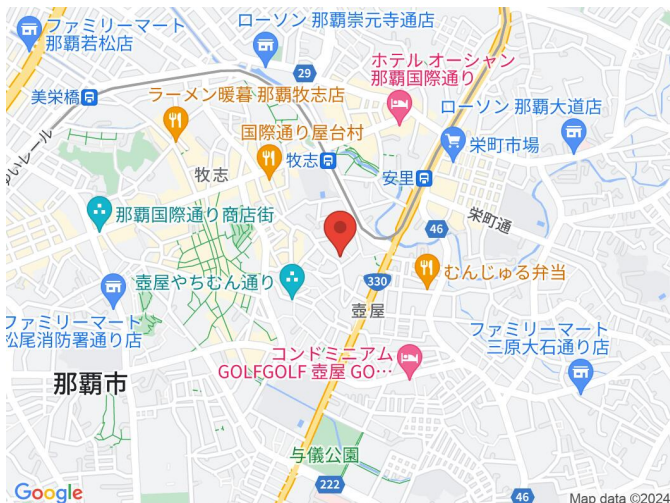 ファミリーマート
那覇若松店
ローソン 那覇崇元寺通店
29
ホテル オーシャン
那覇国際通り
美栄橋
ラーメン暖暮 那覇牧志店
ローソン 那覇大道店
国際通り屋台村
栄町市場
牧志
牧志
安里
いレール
栄町通
那覇国際通り商店街
46
壺屋やちむん通り
330
むんじゅる弁当
壺屋
ファミリーマート
松尾消防署通り店
ファミリーマート
三原大石通り店
コンドミニアム
GOLFGOLF 壺屋 GO…
那覇市
与儀公園
222
46
Google
Map data ©2024